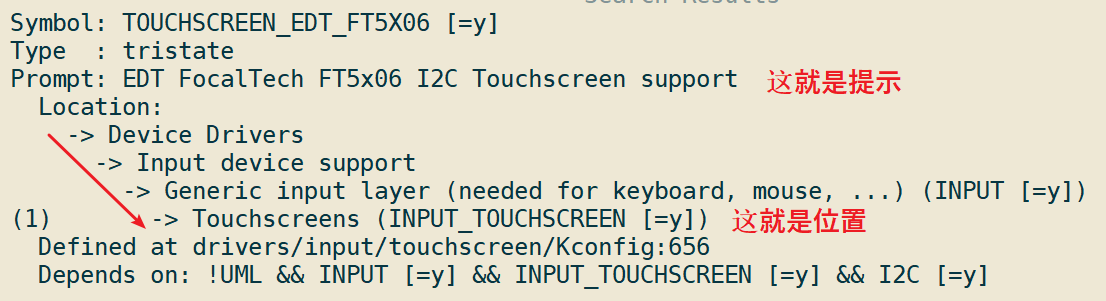 Search Results
Symbol: TOUCHSCREEN_EDT_FT5X06 [=y]
Type  : tristate
Prompt: EDT FocalTech FT5x06 I2C Touchscreen support 这就是提示
Location:
-> Device Drivers
-> Input device support
-> Generic input layer (needed for keyboard, mouse, ...) (INPUT [=y])
(1) -> Touchscreens (INPUT_TOUCHSCREEN [=y]) 这就是位置
Defined at drivers/input/touchscreen/Kconfig:656
Depends on: !UML && INPUT [=y] && INPUT_TOUCHSCREEN [=y] && I2C [=y]